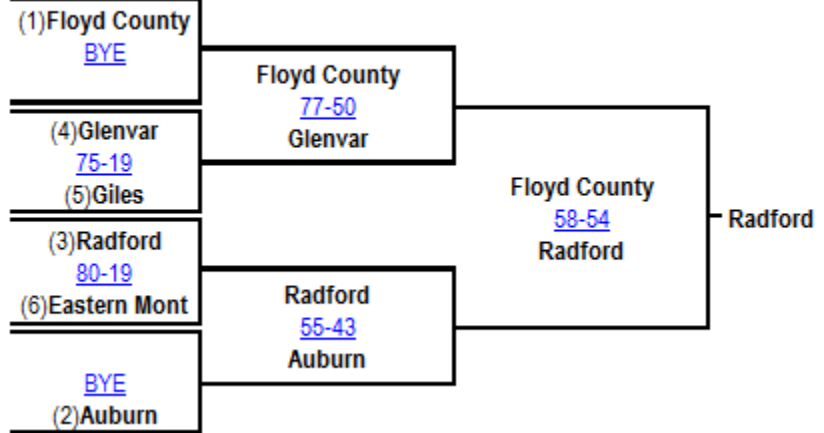 (1)Floyd County
BYE
(4)Glenvar
75-19
(5)Giles
(3)Radford
80-19
(6)Eastern Mont
BYE
(2)Auburn
Floyd County
77-50
Glenvar
Radford
55-43
Auburn
Floyd County
58-54
Radford
Radford